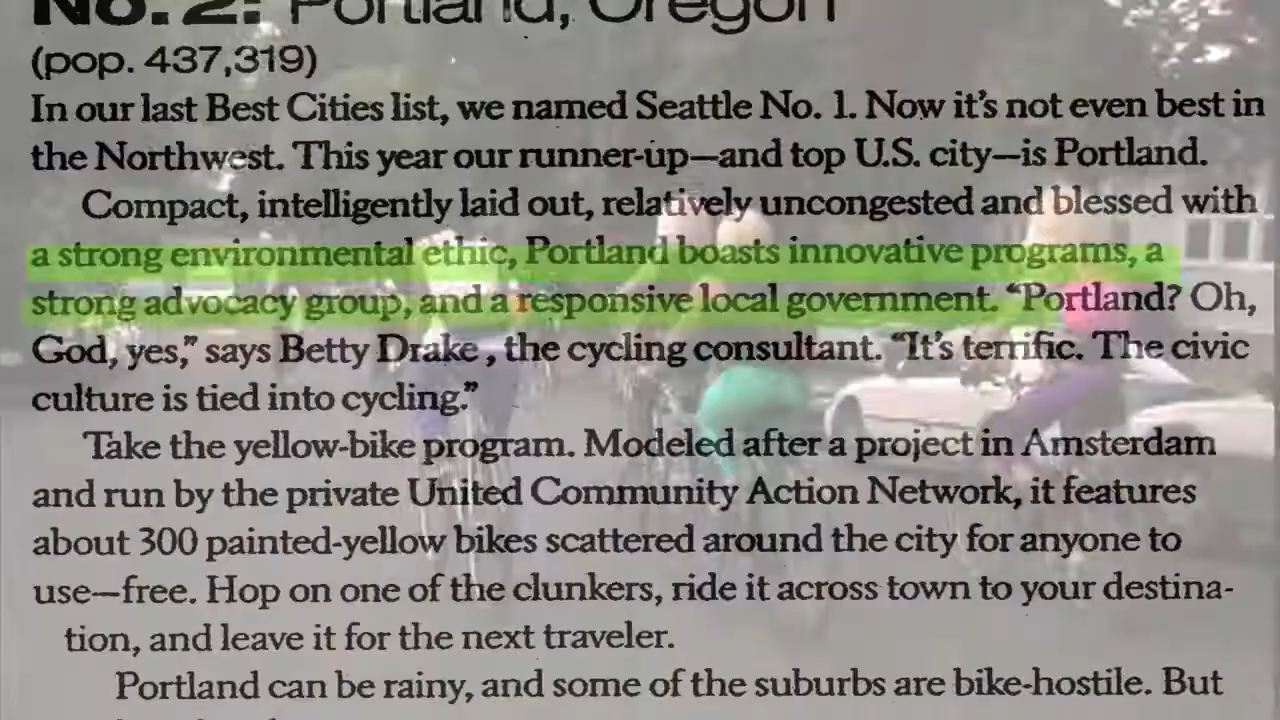 No. 2: Portland, Oregon
(pop. 437,319)
In our last Best Cities list, we named Seattle No. 1. Now it's not even best in
the Northwest. This year our runner-up—and top U.S. city—is Portland.
Compact, intelligently laid out, relatively uncongested and blessed with
a strong environmental ethic, Portland boasts innovative programs, a
strong advocacy group, and a responsive local government. “Portland? Oh,
God, yes,” says Betty Drake, the cycling consultant. “It's terrific. The civic
culture is tied into cycling.”
Take the yellow-bike program. Modeled after a project in Amsterdam
and run by the private United Community Action Network, it features
about 300 painted-yellow bikes scattered around the city for anyone to
use—free. Hop on one of the clunkers, ride it across town to your destina-
tion, and leave it for the next traveler.
Portland can be rainy, and some of the suburbs are bike-hostile. But